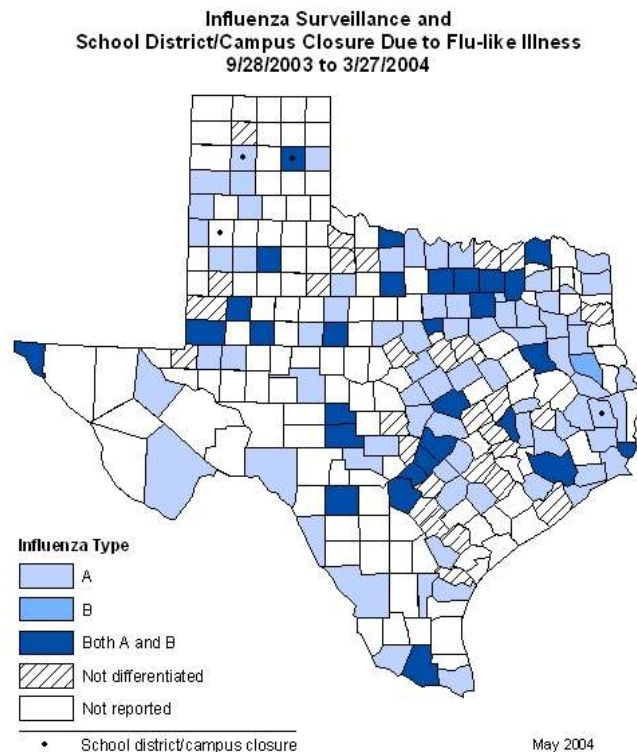 Influenza Surveillance and
School District/Campus Closure Due to Flu-like Illness
9/28/2003 to 3/27/2004
Influenza Type
A
B
Both A and B
Not differentiated
Not reported
School district/campus closure
May 2004